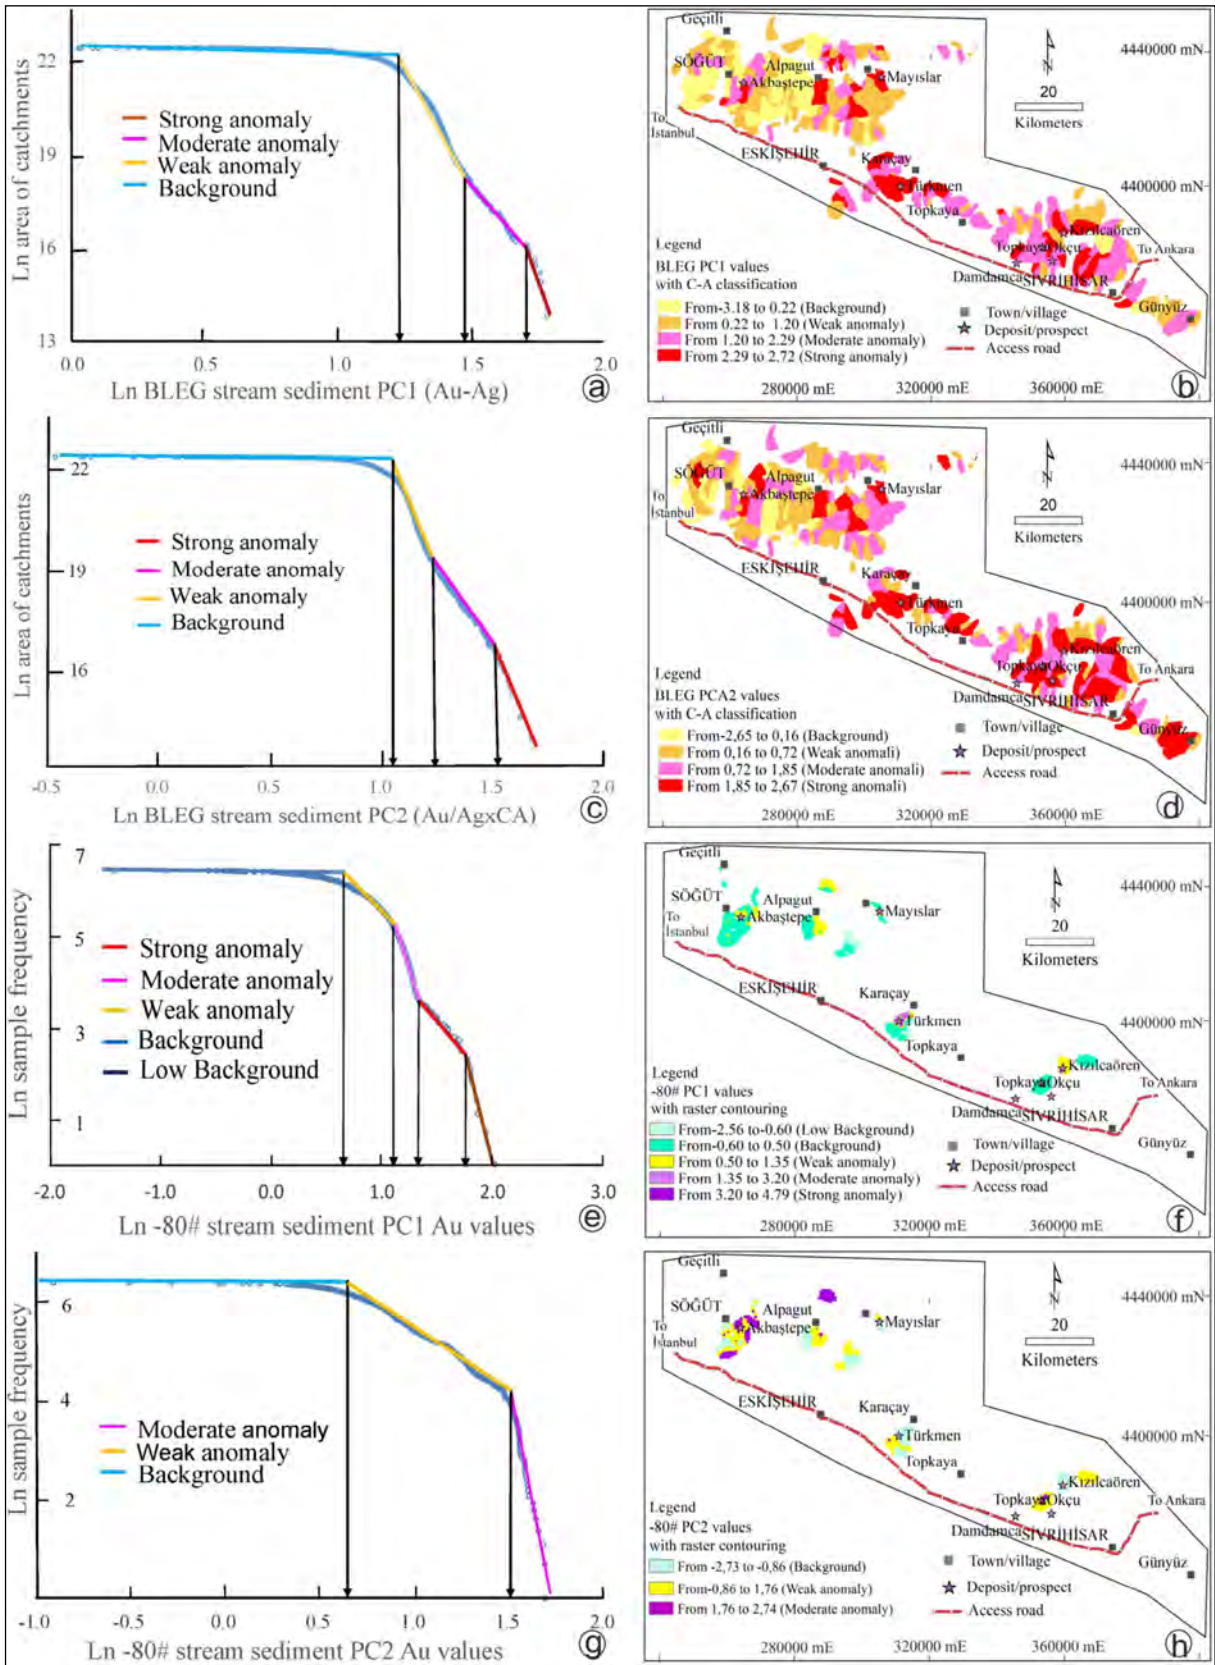 22
19
16
13
Ln area of catchments
Strong anomaly
Moderate anomaly
Weak anomaly
Background
0.0
0.5
1.0
1.5
2.0
Ln BLEG stream sediment PC1 (Au-Ag)
a
Geçitli
SÖĞÜT
Alpagut
Akbaştepe
Mayıslar
To
İstanbul
ESKİŞEHİR
Karaçay
Türkmen
Topkaya
Kızılcaören
Topkaya
Okçu
To Ankara
Damdamca
SİVRİHİSAR
Günyüz
N
20
Kilometers
4440000 mN
4400000 mN
Legend
BLEG PC1 values
with C-A classification
From-3.18 to 0.22 (Background)
From 0.22 to 1.20 (Weak anomaly)
From 1.20 to 2.29 (Moderate anomaly)
From 2.29 to 2.72 (Strong anomaly)
Town/village
Deposit/prospect
Access road
280000 mE
320000 mE
360000 mE
b
22
19
16
Ln area of catchments
Strong anomaly
Moderate anomaly
Weak anomaly
Background
-0.5
0.0
0.5
1.0
1.5
2.0
Ln BLEG stream sediment PC2 (Au/AgxCA)
c
Geçitli
SÖĞÜT
Alpagut
Akbaştepe
Mayıslar
To
İstanbul
ESKİŞEHİR
Karaçay
Türkmen
Topkaya
Kızılcaören
Topkaya
Okçu
To Ankara
Damdamca
SİVRİHİSAR
Günyüz
N
20
Kilometers
4440000 mN
4400000 mN
Legend
BLEG PCA2 values
with C-A classification
From-2,65 to 0,16 (Background)
From 0,16 to 0,72 (Weak anomali)
From 0,72 to 1,85 (Moderate anomali)
From 1,85 to 2,67 (Strong anomali)
Town/village
Deposit/prospect
Access road
280000 mE
320000 mE
360000 mE
d
7
5
3
1
Ln sample frequency
Strong anomaly
Moderate anomaly
Weak anomaly
Background
Low Background
-2.0
-1.0
0.0
1.0
2.0
3.0
Ln -80# stream sediment PC1 Au values
e
Geçitli
SÖĞÜT
Alpagut
Akbaştepe
Mayıslar
To
İstanbul
ESKİŞEHİR
Karaçay
Türkmen
Topkaya
Kızılcaören
Topkaya
Okçu
To Ankara
Damdamca
SİVRİHİSAR
Günyüz
N
20
Kilometers
4440000 mN
4400000 mN
Legend
-80# PC1 values
with raster contouring
From-2.56 to-0.60 (Low Background)
From-0.60 to 0.50 (Background)
From 0.50 to 1.35 (Weak anomaly)
From 1.35 to 3.20 (Moderate anomaly)
From 3.20 to 4.79 (Strong anomaly)
Town/village
Deposit/prospect
Access road
280000 mE
320000 mE
360000 mE
f
6
4
2
Ln sample frequency
Moderate anomaly
Weak anomaly
Background
-1.0
-0.5
0.0
0.5
1.0
1.5
2.0
Ln -80# stream sediment PC2 Au values
g
Geçitli
SÖĞÜT
Alpagut
Akbaştepe
Mayıslar
To
İstanbul
ESKİŞEHİR
Karaçay
Türkmen
Topkaya
Kızılcaören
Topkaya
Okçu
To Ankara
Damdamca
SİVRİHİSAR
Günyüz
N
20
Kilometers
4440000 mN
4400000 mN
Legend
-80# PC2 values
with raster contouring
From -2,73 to -0,86 (Background)
From-0,86 to 1,76 (Weak anomaly)
From 1,76 to 2,74 (Moderate anomaly)
Town/village
Deposit/prospect
Access road
280000 mE
320000 mE
360000 mE
h